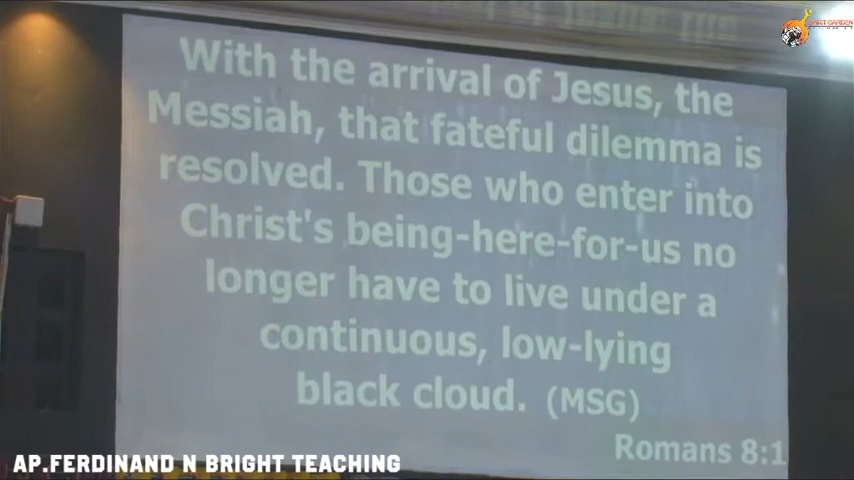 SPIRIT GARDEN
With the arrival of Jesus, the
Messiah, that fateful dilemma is
resolved. Those who enter into
Christ's being-here-for-us no
longer have to live under a
continuous, low-lying
black cloud. (MSG)
Romans 8:1
AP.FERDINAND N BRIGHT TEACHING